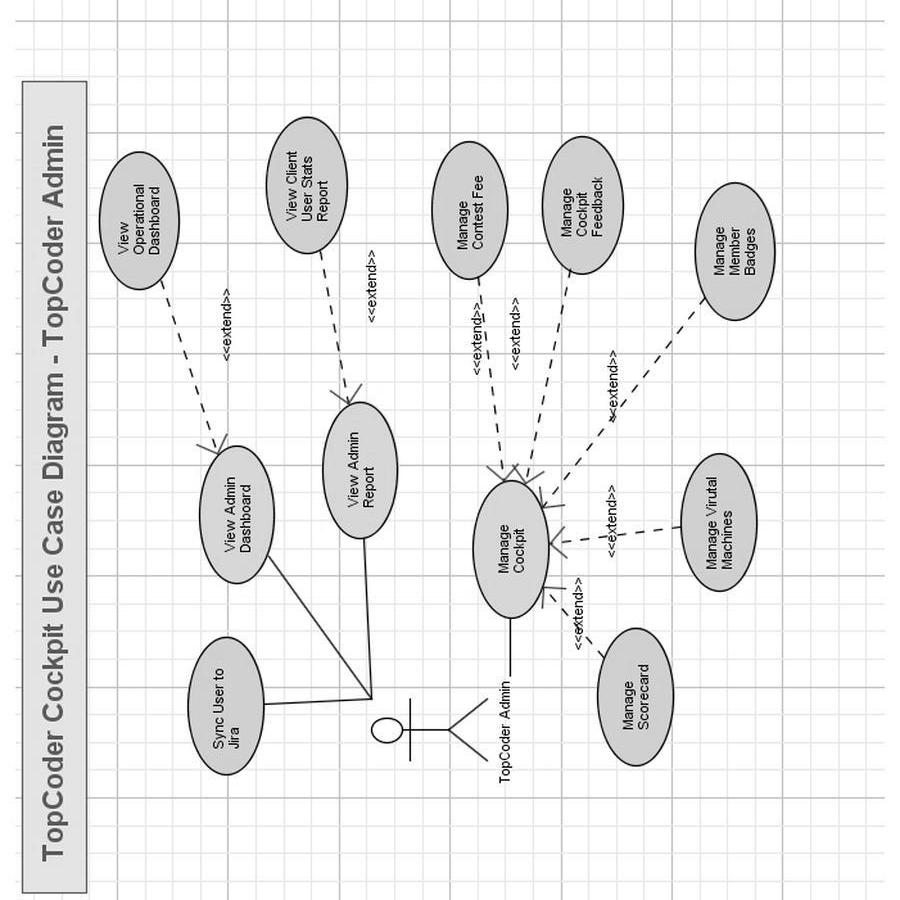 TopCoder Cockpit Use Case Diagram - TopCoder Admin
Sync User to
Jira
View Admin
Dashboard
<<extend>>
View
Operational
Dashboard
View Admin
Report
<<extend>>
View Client
User Stats
Report
TopCoder Admin
Manage
Cockpit
<<extend>>
Manage
Contest Fee
<<extend>>
Manage
Cockpit
Feedback
<<extend>>
Manage
Member
Badges
<<extend>>
Manage Virutal
Machines
<<extend>>
Manage
Scorecard